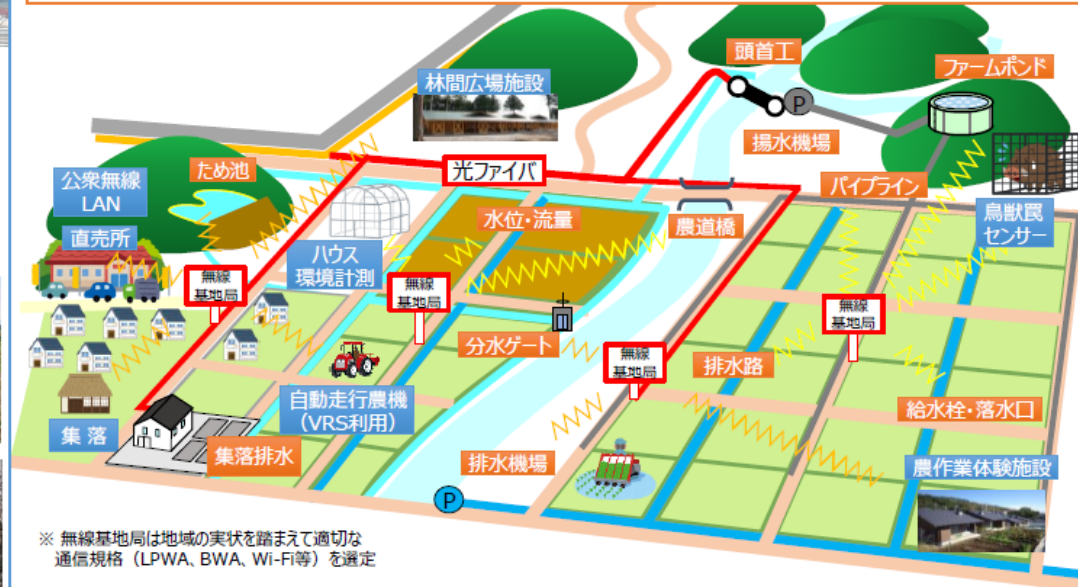 頭首工
ファームポンド
林間広場施設
P
揚水機場
ため池
公衆無線
LAN
光ファイバ
パイプライン
直売所
水位・流量
農道橋
鳥獣罠
センサー
ハウス
環境計測
無線
基地局
無線
基地局
無線
基地局
分水ゲート
無線
基地局
排水路
自動走行農機
(VRS利用)
給水栓・落水口
集 落
集落排水
排水機場
農作業体験施設
P
※ 無線基地局は地域の実状を踏まえて適切な
通信規格（LPWA、BWA、Wi-Fi等）を選定